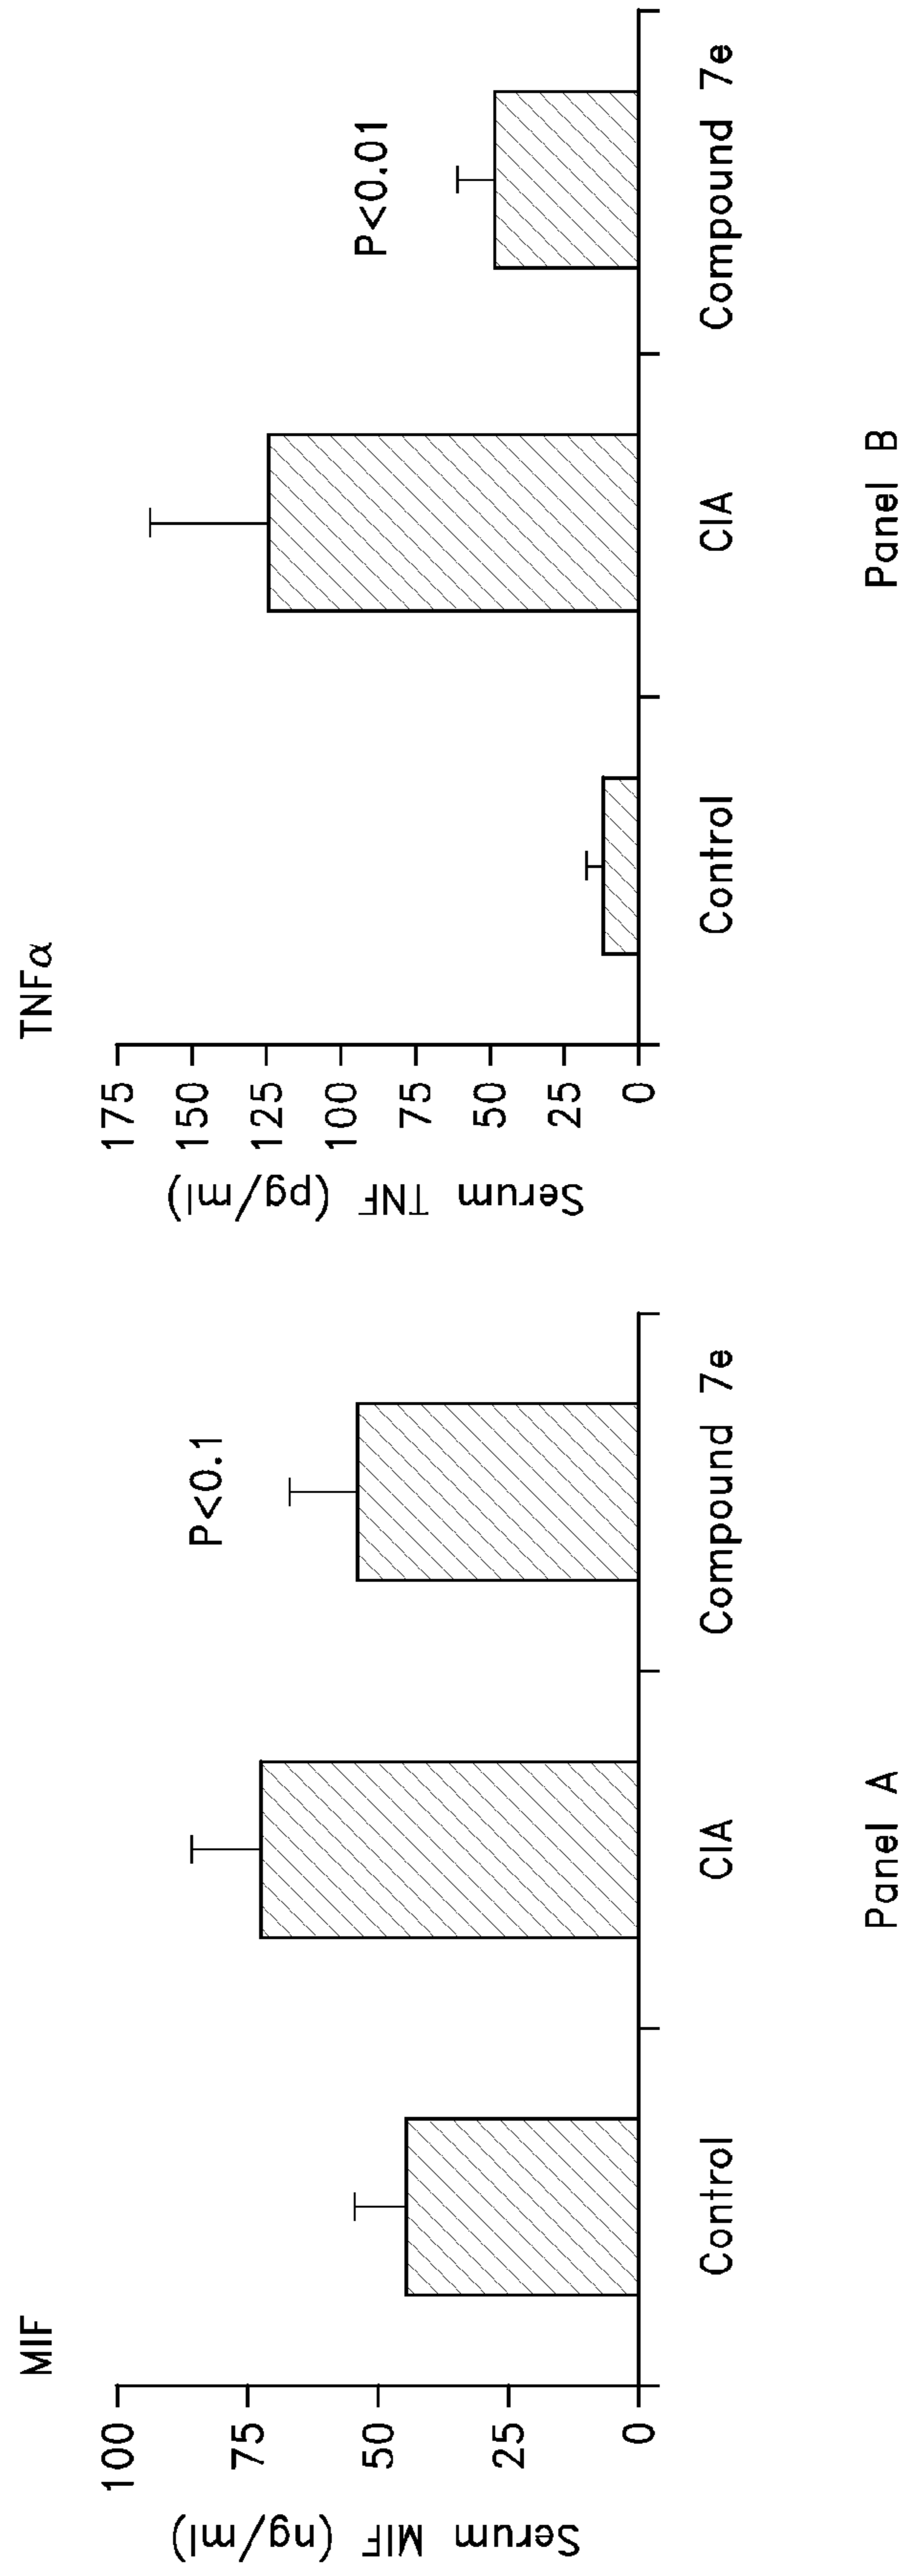 MIF
Serum MIF (ng/ml)
100
75
50
25
0
P<0.1
Control
CIA
Compound 7e
Panel A
TNFα
Serum TNF (pg/ml)
175
150
125
100
75
50
25
0
P<0.01
Control
CIA
Compound 7e
Panel B